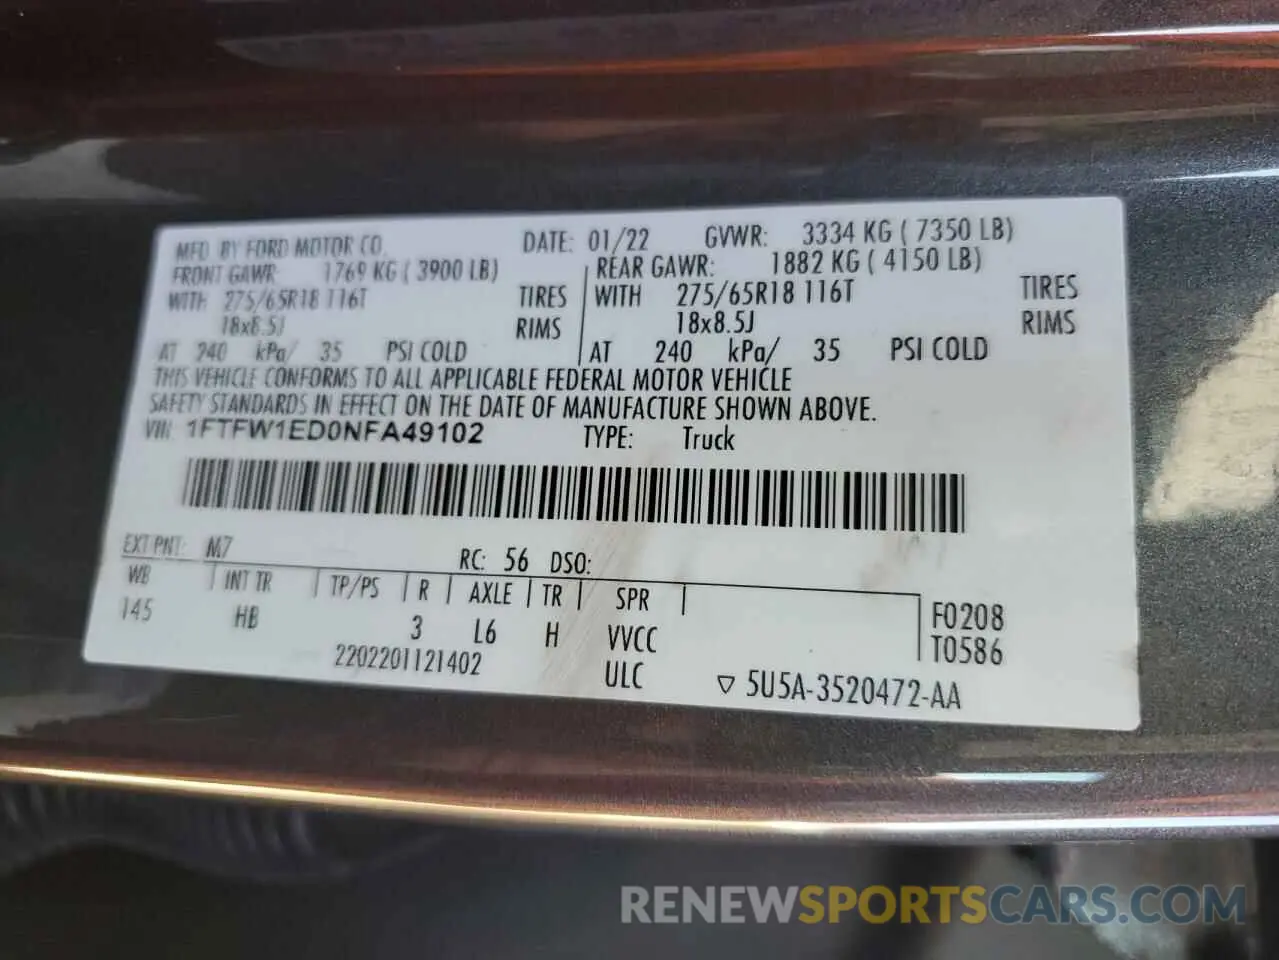 MFD BY FORD MOTOR CO. DATE: 01/22 GVWR: 3334 KG ( 7350 LB)
FRONT GAWR: 1769 KG ( 3900 LB) REAR GAWR: 1882 KG ( 4150 LB)
WITH 275/65R18 116T TIRES WITH 275/65R18 116T TIRES
18x8.5J RIMS 18x8.5J RIMS
AT 240 kPa/ 35 PSI COLD AT 240 kPa/ 35 PSI COLD
THIS VEHICLE CONFORMS TO ALL APPLICABLE FEDERAL MOTOR VEHICLE
SAFETY STANDARDS IN EFFECT ON THE DATE OF MANUFACTURE SHOWN ABOVE.
VIN: 1FTFW1ED0NFA49102 TYPE: Truck
EXT PNT: M7 RC: 56 DSO:
WB INT TR TP/PS R AXLE TR SPR F0208
145 HB 3 L6 H VVCC T0586
2202201121402 ULC ▽ 5U5A-3520472-AA
RENEWSPORTSCARS.COM